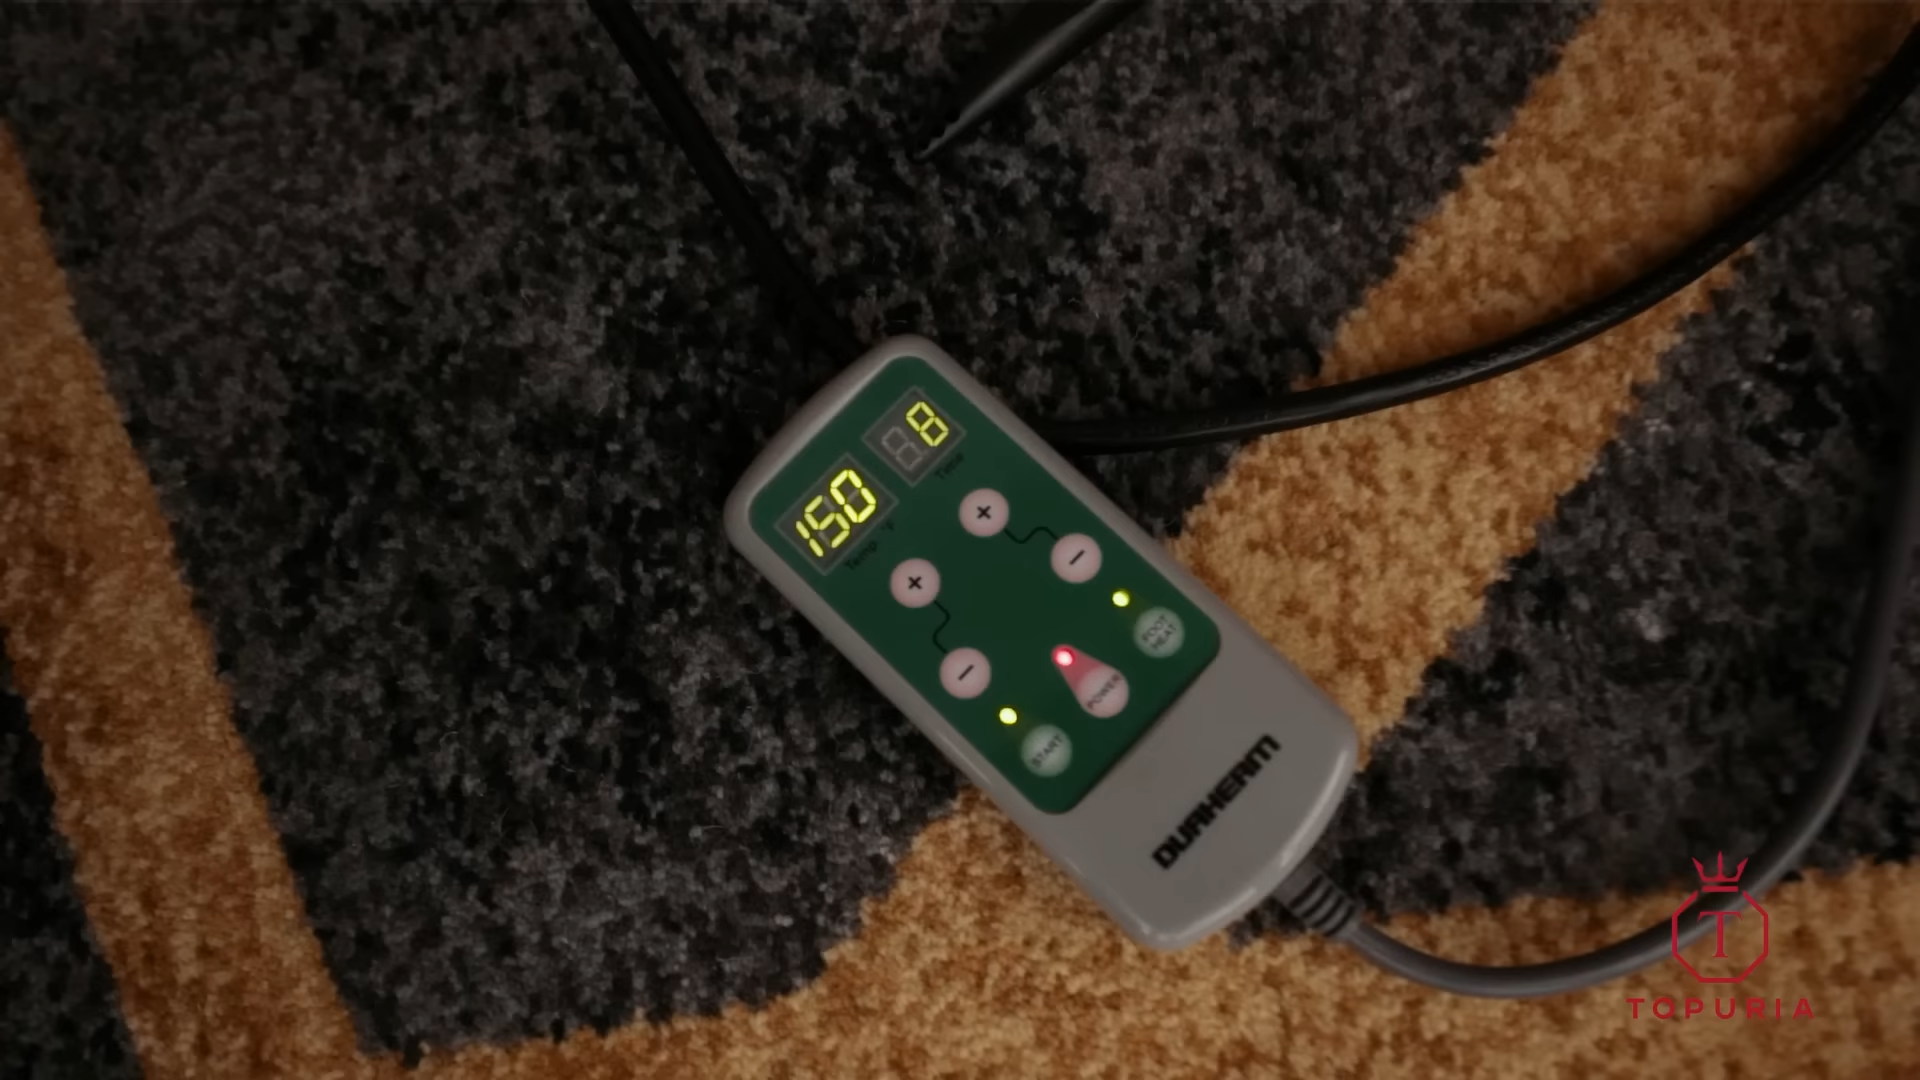 8
Time
150
Temp °F
+
−
+
−
FOOT
HEAT
POWER
START
DURHERM
T
TOPURIA